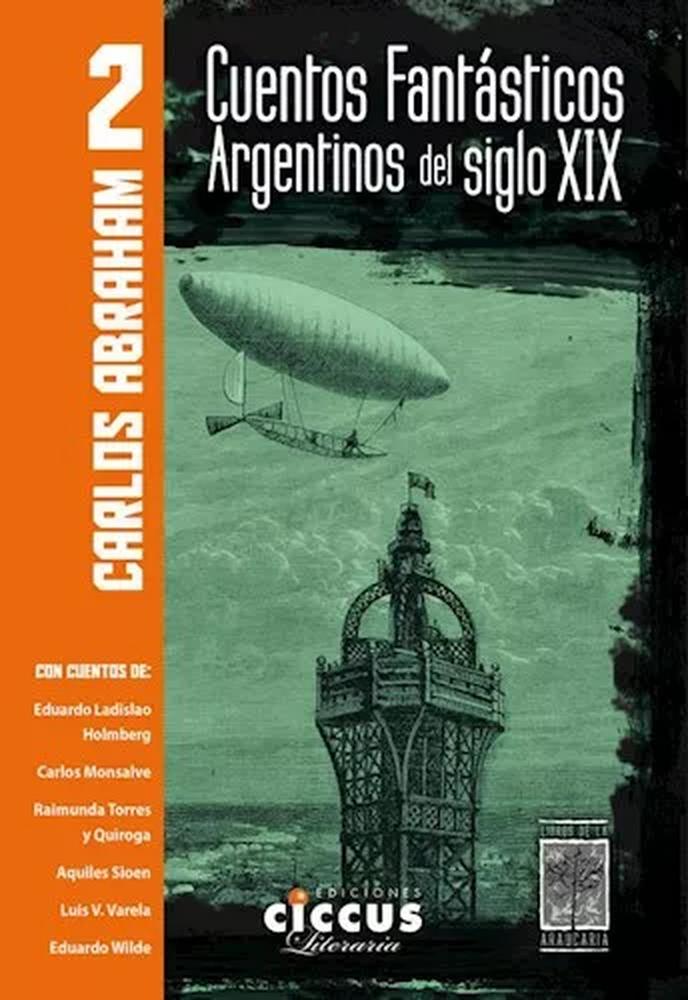 Cuentos Fantásticos
Argentinos del siglo XIX
CARLOS ABRAHAM 2
CON CUENTOS DE:
Eduardo Ladislao
Holmberg
Carlos Monsalve
Raimunda Torres
y Quiroga
Aquiles Sioen
Luis V. Varela
Eduardo Wilde
EDICIONES
CICCUS
Literaria
LIBROS DE LA
ARAUCARIA